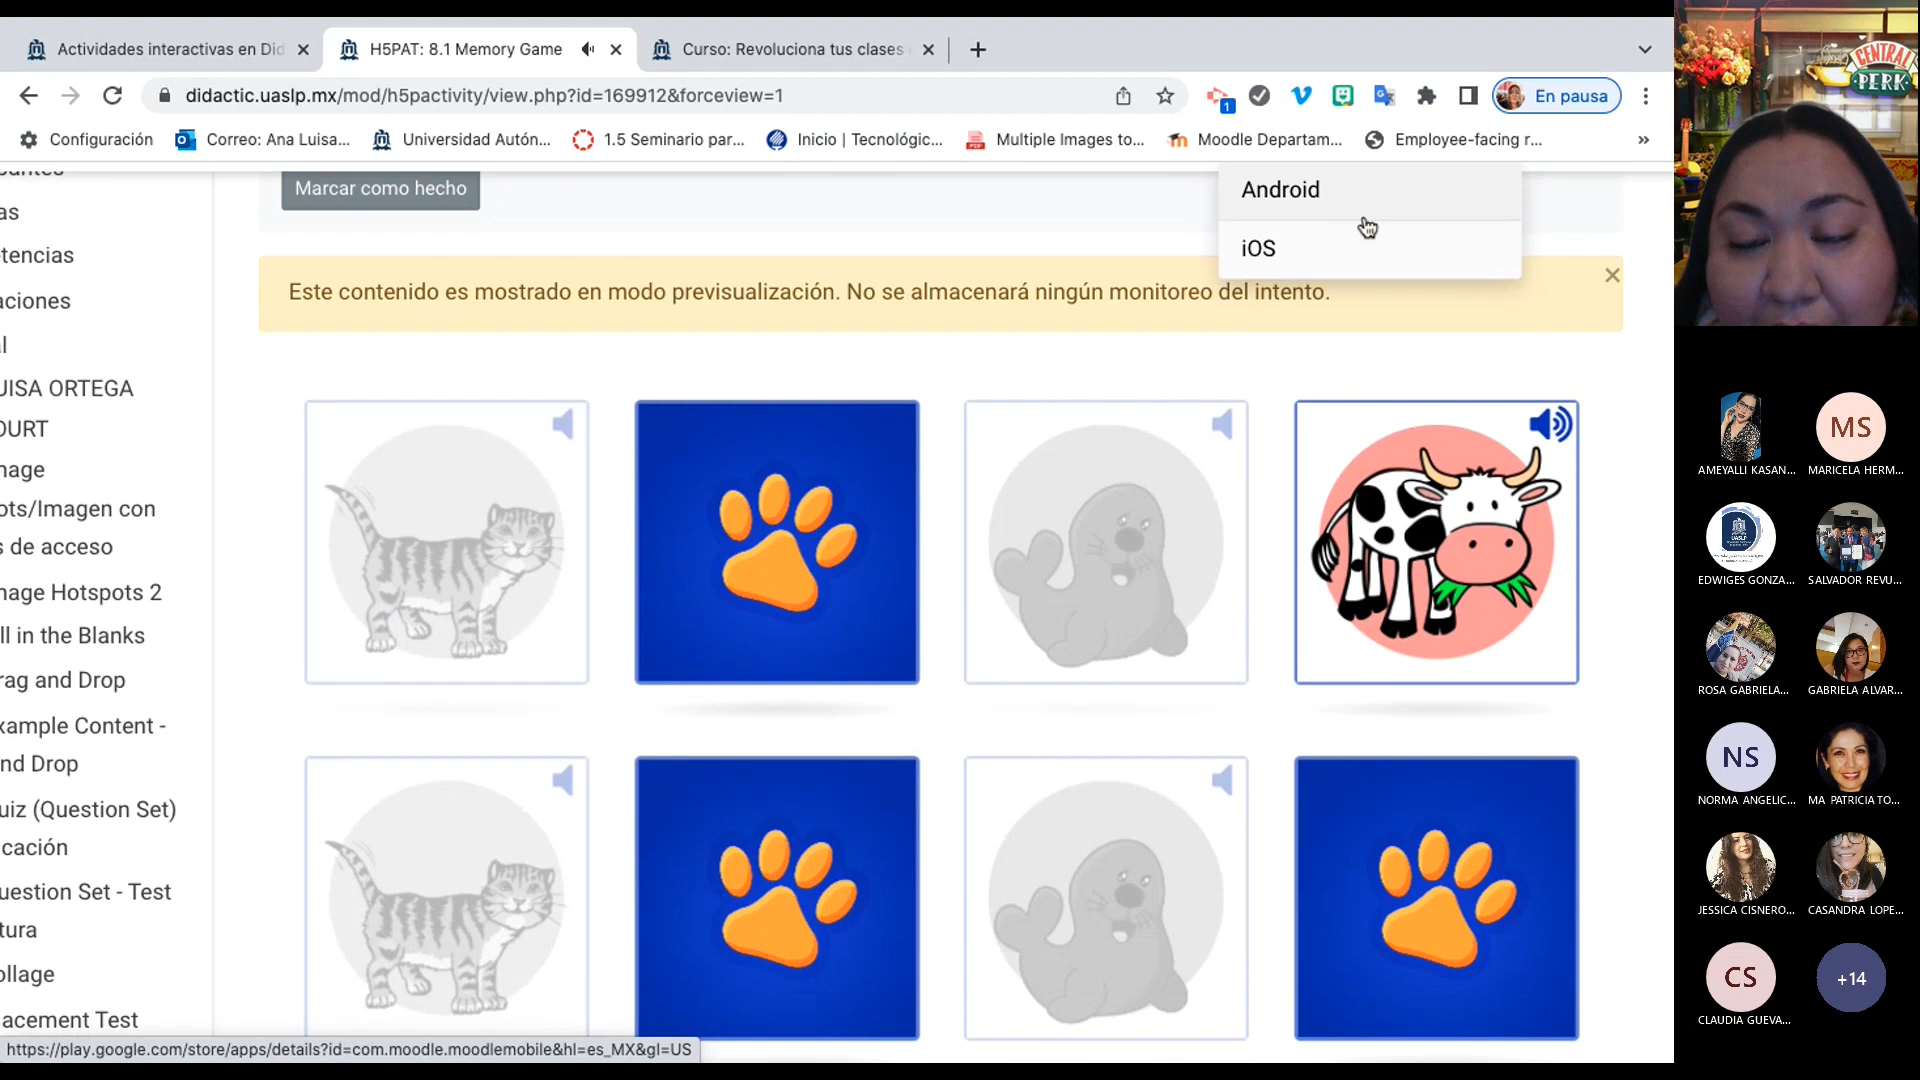 Actividades interactivas en Did
H5PAT: 8.1 Memory Game
Curso: Revoluciona tus clases
didactic.uaslp.mx/mod/h5pactivity/view.php?id=169912&forceview=1
1
En pausa
Configuración
Correo: Ana Luisa...
Universidad Autón...
1.5 Seminario par...
Inicio | Tecnológic...
Multiple Images to...
Moodle Departam...
Employee-facing r...
»
as
tencias
aciones
l
UISA ORTEGA
OURT
mage
ots/Imagen con
s de acceso
mage Hotspots 2
ll in the Blanks
rag and Drop
xample Content -
nd Drop
uiz (Question Set)
cación
uestion Set - Test
tura
ollage
acement Test
Marcar como hecho
Android
iOS
Este contenido es mostrado en modo previsualización. No se almacenará ningún monitoreo del intento.
https://play.google.com/store/apps/details?id=com.moodle.moodlemobile&hl=es_MX&gl=US
CENTRAL
PERK
AMEYALLI KASAN...
MS
MARICELA HERM...
UASLP
EDWIGES GONZA...
SALVADOR REVU...
ROSA GABRIELA...
GABRIELA ALVAR...
NS
NORMA ANGELIC...
MA PATRICIA TO...
JESSICA CISNERO...
CASANDRA LOPE...
CS
CLAUDIA GUEVA...
+14